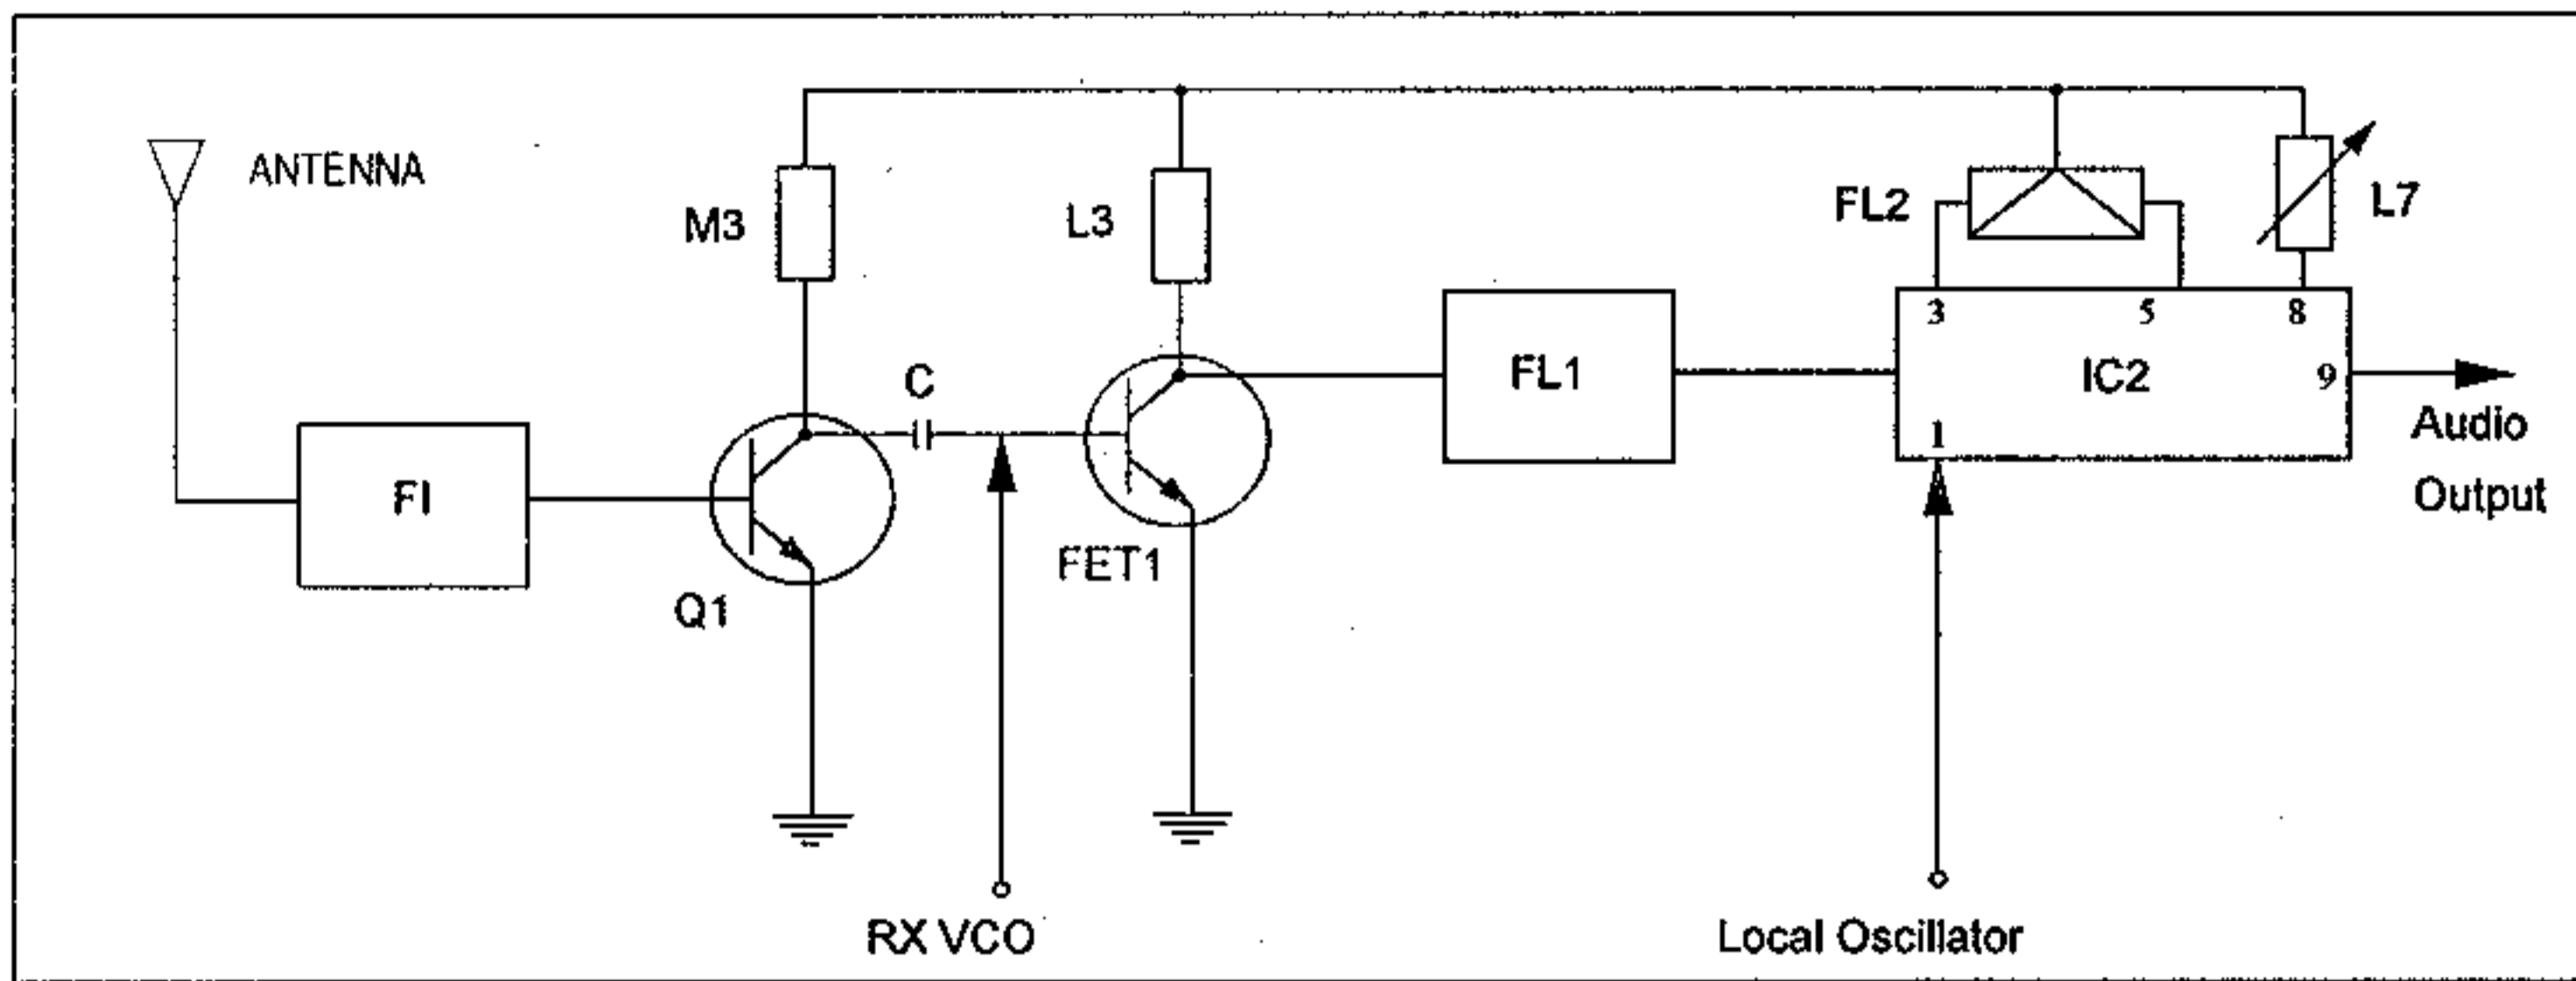 ANTENNA
FI
M3
Q1
C
L3
FET1
RX VCO
FL1
FL2
L7
3
5
8
IC2
9
1
Audio
Output
Local Oscillator